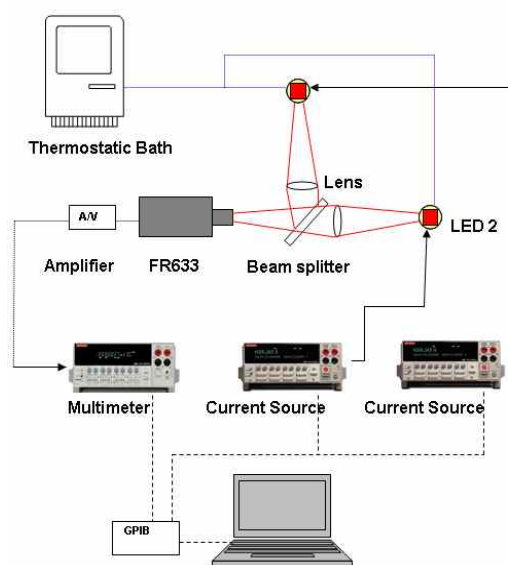 Thermostatic Bath
Lens
A/V
LED 2
Amplifier
FR633
Beam splitter
Multimeter
Current Source
Current Source
GPIB